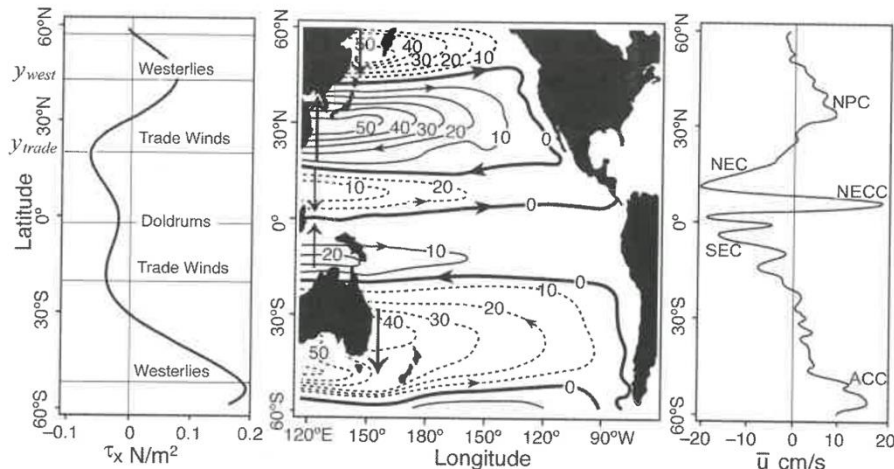 60°N
y_west
30°N
y_trade
Latitude
0°
30°S
60°S
Westerlies
Trade Winds
Doldrums
Trade Winds
Westerlies
-0.1 0 0.1 0.2
τx N/m²
60°N
30°N
0°
30°S
60°S
50 40 30 20 10
0
50 40 30 20 10
0
10 20
0
20 10
0
10
20
40 30
50
0
120°E 150° 180° 150° 120° 90°W
Longitude
60°N
30°N
0°
30°S
60°S
NPC
NEC
NECC
SEC
ACC
−20 −10 0 10 20
u̅ cm/s